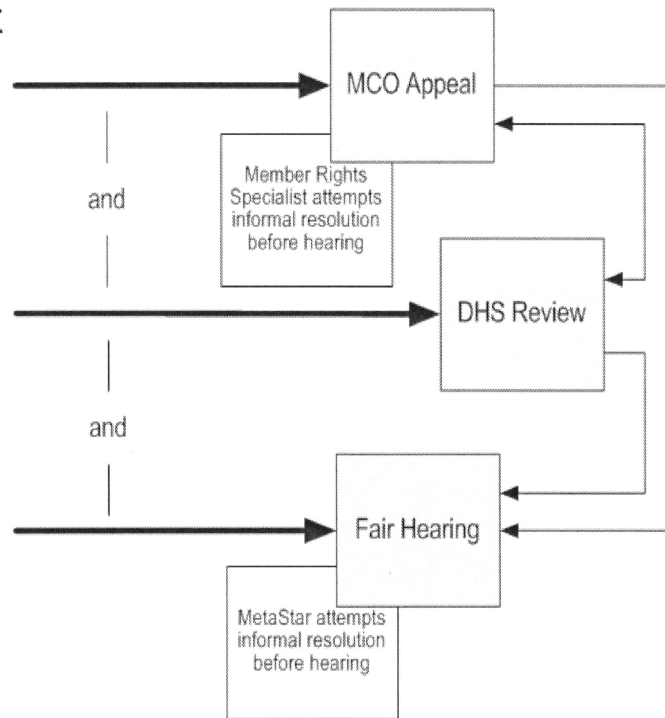 MCO Appeal
Member Rights
Specialist attempts
informal resolution
before hearing
and
DHS Review
and
Fair Hearing
MetaStar attempts
informal resolution
before hearing